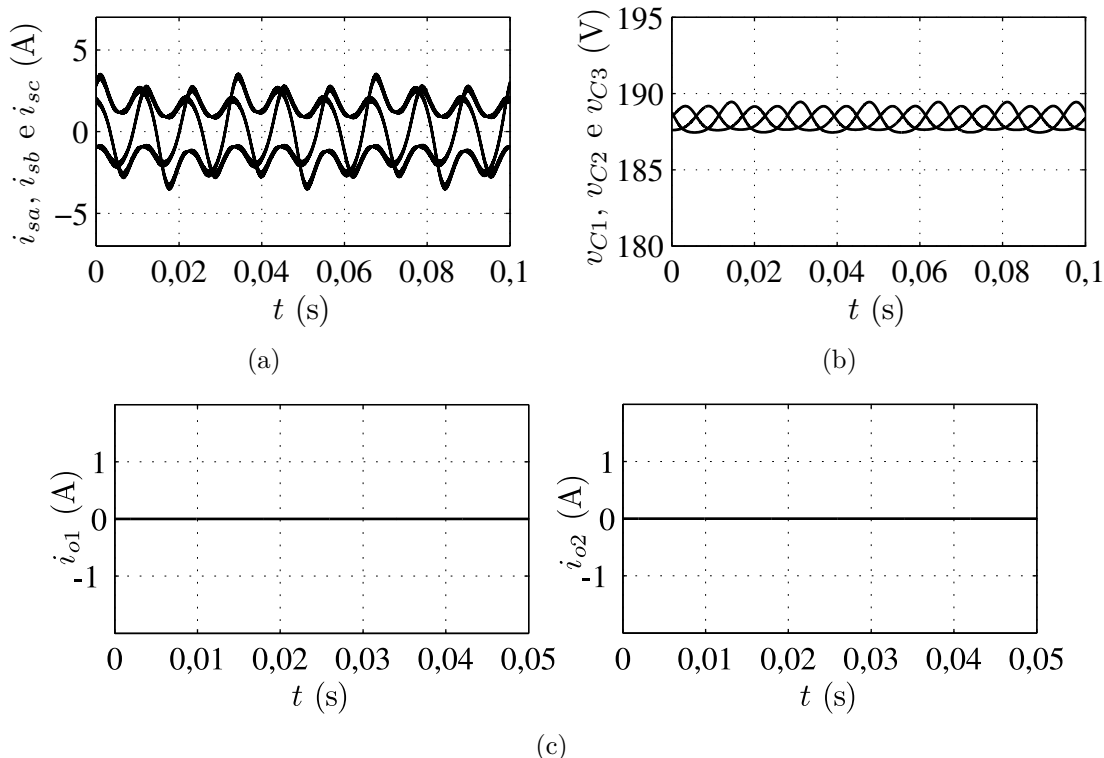 i_{sa}, i_{sb} e i_{sc} (A)
5
0
−5
0 0,02 0,04 0,06 0,08 0,1
t (s)
(a)
v_{C1}, v_{C2} e v_{C3} (V)
195
190
185
180
0 0,02 0,04 0,06 0,08 0,1
t (s)
(b)
i_{o1} (A)
1
0
-1
0 0,01 0,02 0,03 0,04 0,05
t (s)
i_{o2} (A)
1
0
-1
0 0,01 0,02 0,03 0,04 0,05
t (s)
(c)